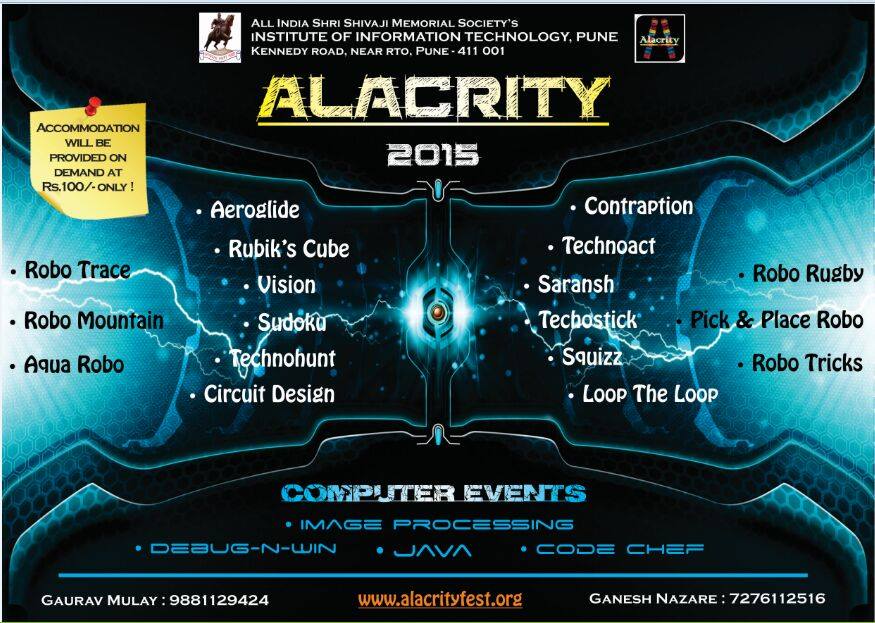 All India Shri Shivaji Memorial Society's
INSTITUTE OF INFORMATION TECHNOLOGY, PUNE
Kennedy road, near RTO, Pune - 411 001
Alacrity
ALACRITY
2015
Accommodation
will be
provided on
demand at
Rs.100/- only !
• Robo Trace
• Robo Mountain
• Aqua Robo
• Aeroglide
• Rubik's Cube
• Vision
• Sudoku
• Technohunt
• Circuit Design
• Contraption
• Technoact
• Saransh
• Techostick
• Squizz
• Loop The Loop
• Robo Rugby
• Pick & Place Robo
• Robo Tricks
COMPUTER EVENTS
• IMAGE PROCESSING
• DEBUG-N-WIN • JAVA • CODE CHEF
Gaurav Mulay : 9881129424 www.alacrityfest.org Ganesh Nazare : 7276112516